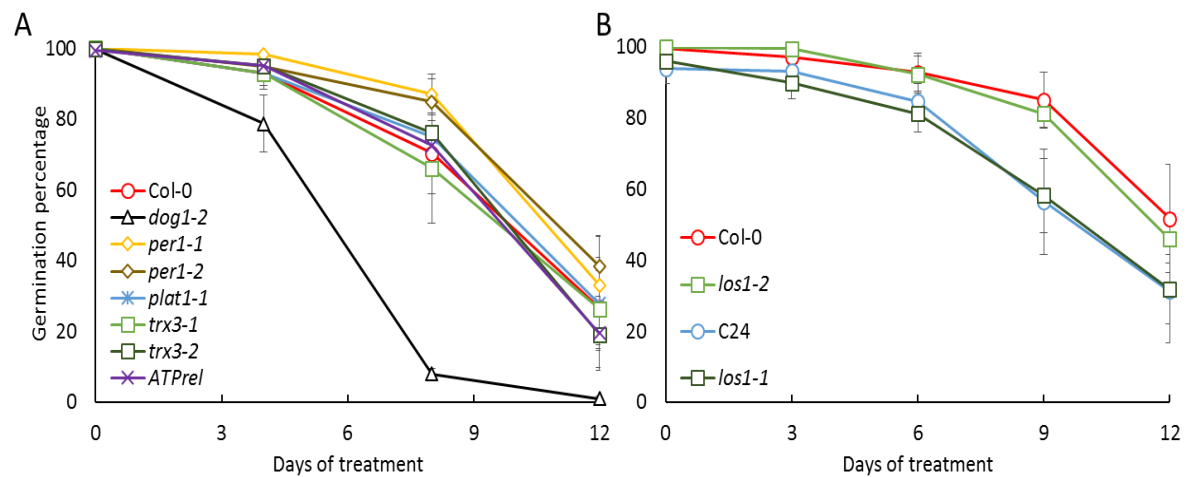 A
Germination percentage
100
80
60
40
20
0
Col-0
dog1-2
per1-1
per1-2
plat1-1
trx3-1
trx3-2
ATPrel
0 3 6 9 12
Days of treatment
B
100
80
60
40
20
0
Col-0
los1-2
C24
los1-1
0 3 6 9 12
Days of treatment